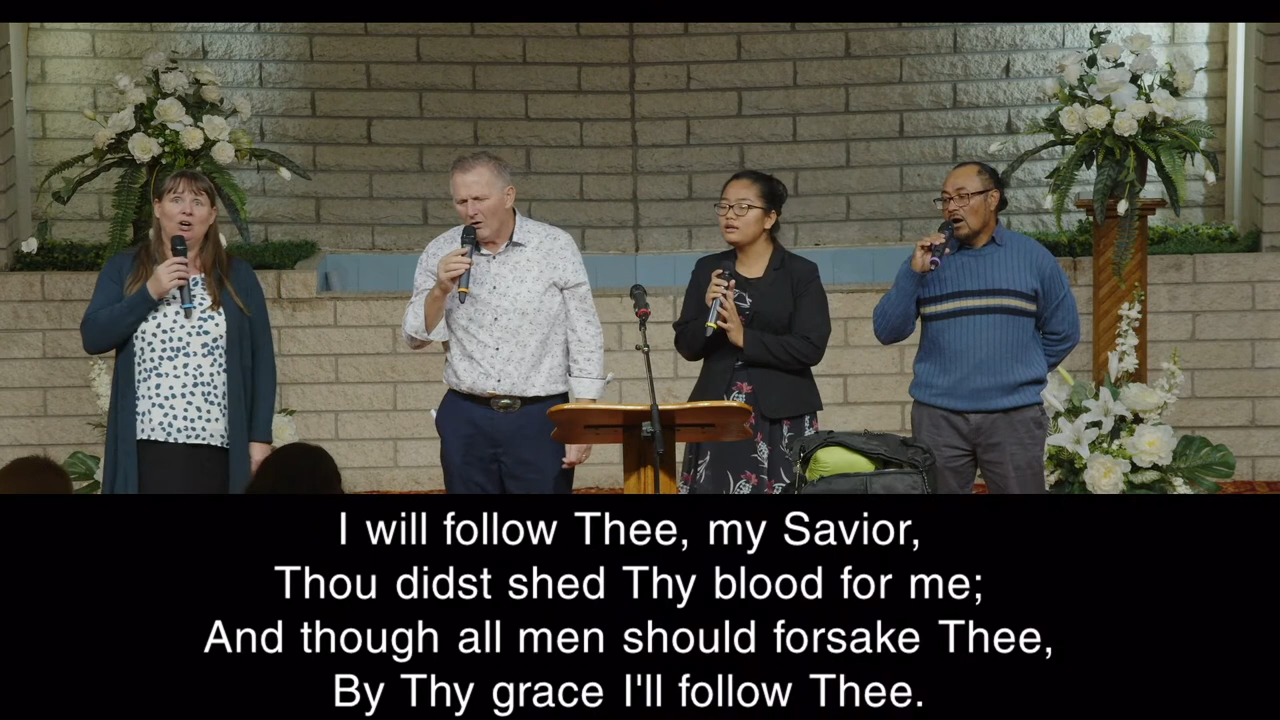 I will follow Thee, my Savior,
Thou didst shed Thy blood for me;
And though all men should forsake Thee,
By Thy grace I'll follow Thee.